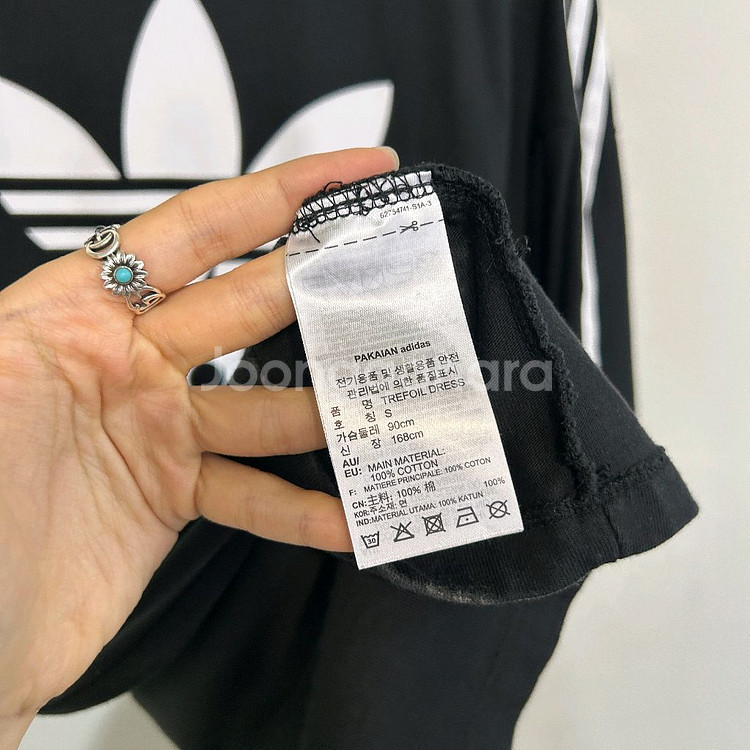 62754741-S1A-3
PAKAIAN adidas
전기용품 및 생활용품 안전
관리법에 의한 품질표시
품 명 TREFOIL DRESS
호 칭 S
가슴둘레 90cm
신 장 168cm
AU/
EU: MAIN MATERIAL:
100% COTTON
F: MATIERE PRINCIPALE: 100% COTON
CN: 主料: 100% 棉
KOR: 주소재: 면 100%
IND: MATERIAL UTAMA: 100% KATUN
30